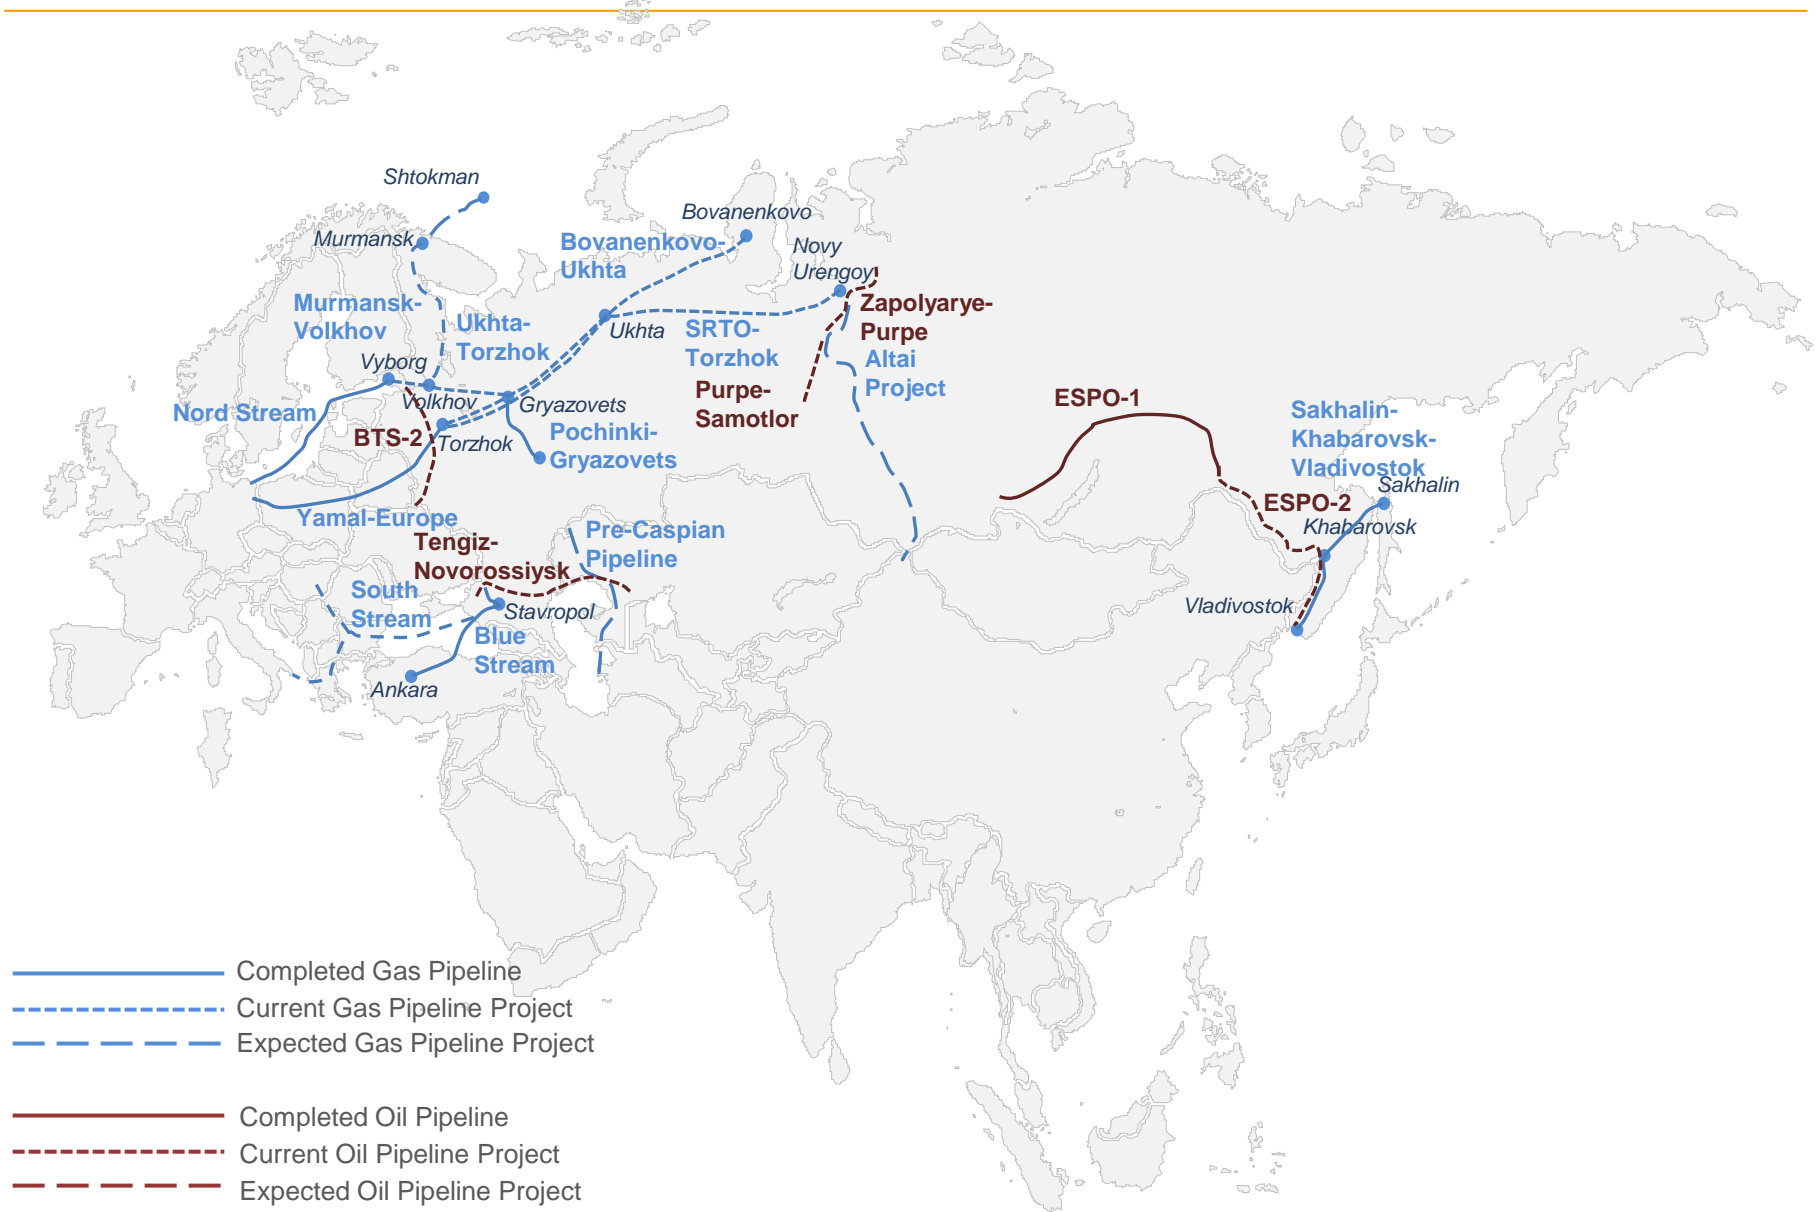 Shtokman
Murmansk
Bovanenkovo
Bovanenkovo-
Ukhta
Novy
Urengoy
Murmansk-
Volkhov
Ukhta-
Torzhok
Ukhta
SRTO-
Torzhok
Zapolyarye-
Purpe
Altai
Project
Purpe-
Samotlor
Vyborg
Volkhov
Gryazovets
Nord Stream
BTS-2
Torzhok
Pochinki-
Gryazovets
ESPO-1
Sakhalin-
Khabarovsk-
Vladivostok
Sakhalin
ESPO-2
Khabarovsk
Yamal-Europe
Tengiz-
Novorossiysk
Pre-Caspian
Pipeline
South
Stream
Stavropol
Blue
Stream
Ankara
Vladivostok
Completed Gas Pipeline
Current Gas Pipeline Project
Expected Gas Pipeline Project
Completed Oil Pipeline
Current Oil Pipeline Project
Expected Oil Pipeline Project